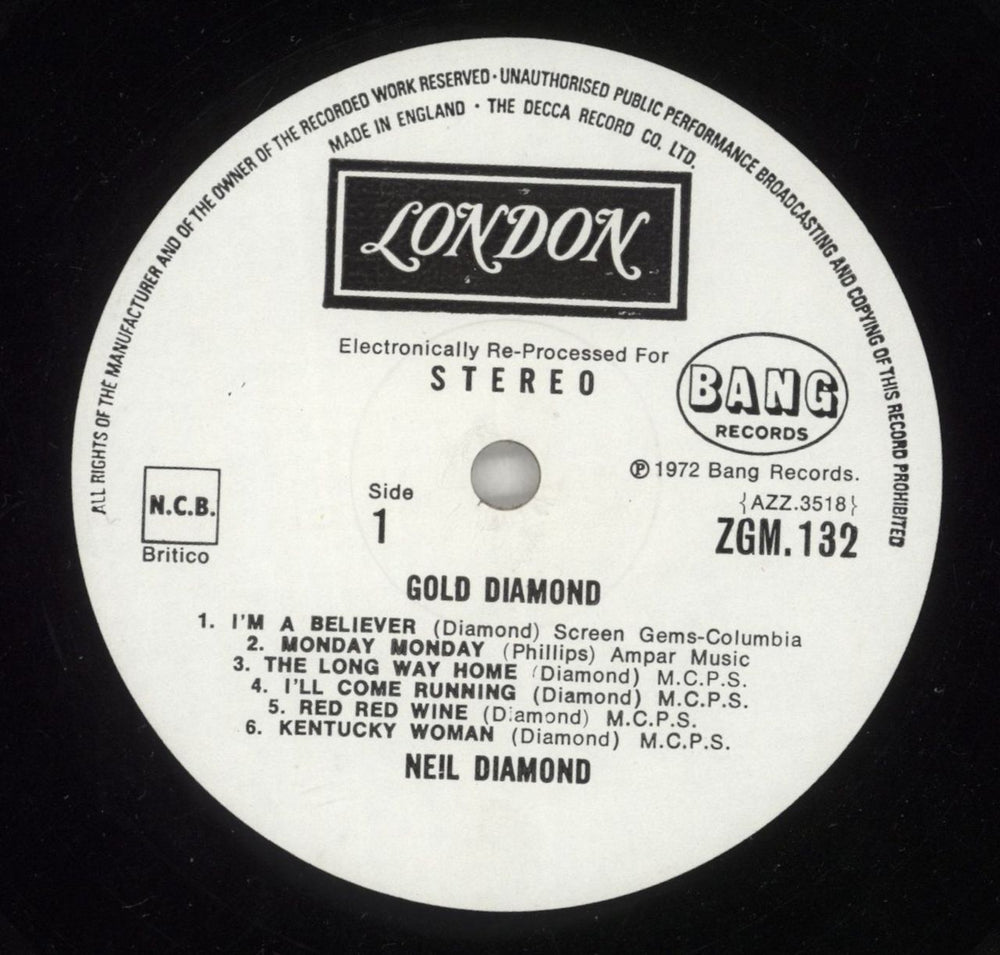 ALL RIGHTS OF THE MANUFACTURER AND OF THE OWNER OF THE RECORDED WORK RESERVED · UNAUTHORISED PUBLIC PERFORMANCE BROADCASTING AND COPYING OF THIS RECORD PROHIBITED
MADE IN ENGLAND · THE DECCA RECORD CO. LTD.
LONDON
Electronically Re-Processed For
STEREO
BANG
RECORDS
℗ 1972 Bang Records.
{AZZ.3518}
ZGM.132
N.C.B.
Britico
Side
1
GOLD DIAMOND
1. I'M A BELIEVER (Diamond) Screen Gems-Columbia
2. MONDAY MONDAY (Phillips) Ampar Music
3. THE LONG WAY HOME (Diamond) M.C.P.S.
4. I'LL COME RUNNING (Diamond) M.C.P.S.
5. RED RED WINE (Diamond) M.C.P.S.
6. KENTUCKY WOMAN (Diamond) M.C.P.S.
NEIL DIAMOND